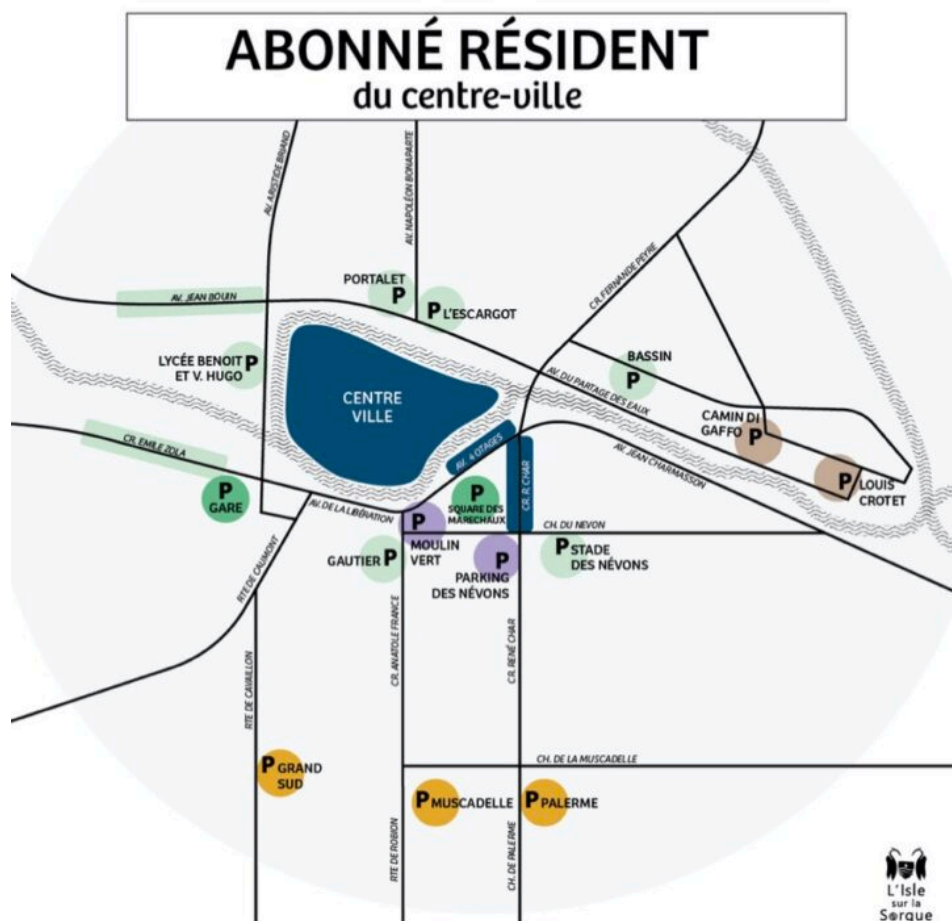 ABONNÉ RÉSIDENT
du centre-ville
AV. ARISTIDE BRIAND
AV. NAPOLÉON BONAPARTE
CR. FERNANDE PEYRE
PORTALET
P
P L'ESCARGOT
AV. JEAN BOUIN
LYCÉE BENOIT P
ET V. HUGO
CENTRE
VILLE
BASSIN
P
AV. DU PARTAGE DES EAUX
CAMIN DI
GAFFO P
P LOUIS
CROTET
AV. JEAN CHARMASSON
CR. EMILE ZOLA
AV. 4 OTAGES
CR. R. CHAR
P
GARE
AV. DE LA LIBÉRATION
P
SQUARE DES
MARECHAUX
P
MOULIN
VERT
CH. DU NEVON
GAUTIER P
P
PARKING
DES NÉVONS
P STADE
DES NÉVONS
RTE DE CAUMONT
CR. ANATOLE FRANCE
CR. RENÉ CHAR
RTE DE CAVAILLON
P GRAND
SUD
CH. DE LA MUSCADELLE
P MUSCADELLE
P PALERME
RTE DE ROBION
CH. DE PALERME
L'Isle
sur la
Sorgue